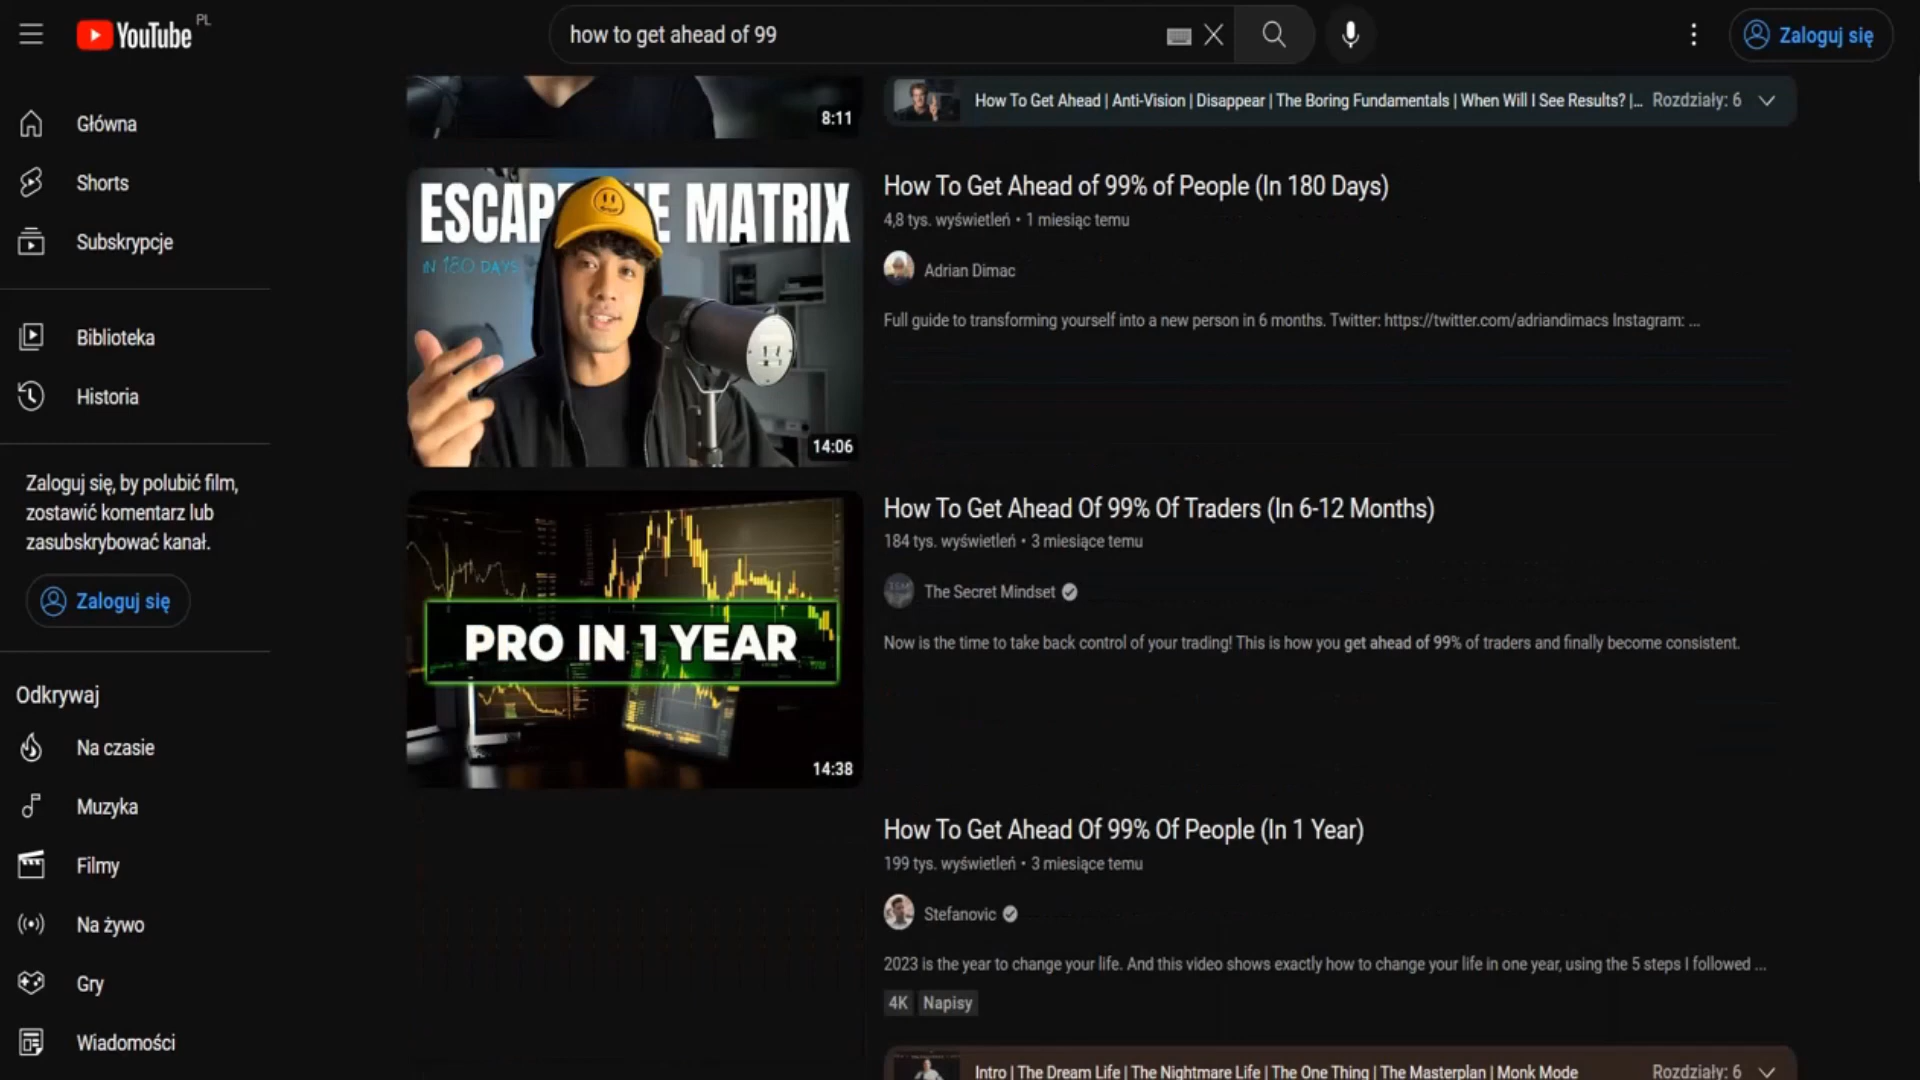 YouTube PL
how to get ahead of 99
Zaloguj się
Główna
Shorts
Subskrypcje
Biblioteka
Historia
Zaloguj się, by polubić film,
zostawić komentarz lub
zasubskrybować kanał.
Zaloguj się
Odkrywaj
Na czasie
Muzyka
Filmy
Na żywo
Gry
Wiadomości
8:11
How To Get Ahead | Anti-Vision | Disappear | The Boring Fundamentals | When Will I See Results? |... Rozdziały: 6
ESCAPE THE MATRIX
IN 180 DAYS
14:06
How To Get Ahead of 99% of People (In 180 Days)
4,8 tys. wyświetleń • 1 miesiąc temu
Adrian Dimac
Full guide to transforming yourself into a new person in 6 months. Twitter: https://twitter.com/adriandimacs Instagram: ...
PRO IN 1 YEAR
14:38
How To Get Ahead Of 99% Of Traders (In 6-12 Months)
184 tys. wyświetleń • 3 miesiące temu
The Secret Mindset
Now is the time to take back control of your trading! This is how you get ahead of 99% of traders and finally become consistent.
How To Get Ahead Of 99% Of People (In 1 Year)
199 tys. wyświetleń • 3 miesiące temu
Stefanovic
2023 is the year to change your life. And this video shows exactly how to change your life in one year, using the 5 steps I followed ...
4K Napisy
Intro | The Dream Life | The Nightmare Life | The One Thing | The Masterplan | Monk Mode Rozdziały: 6